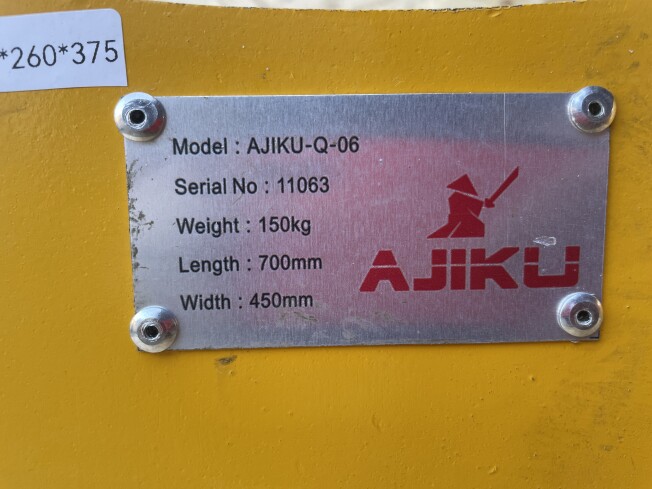 *260*375
Model : AJIKU-Q-06
Serial No : 11063
Weight : 150kg
Length : 700mm
Width : 450mm
AJIKU